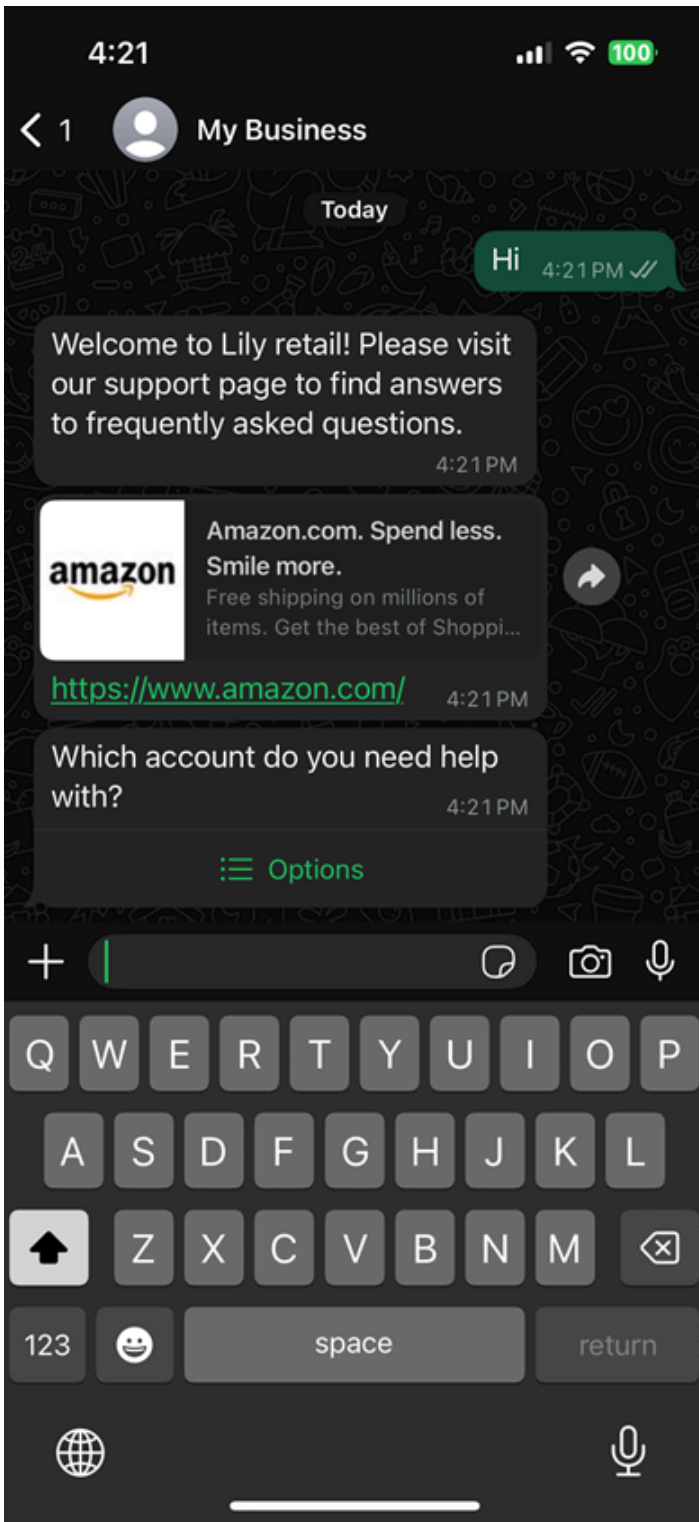 4:21
100
1
My Business
Today
Hi 4:21 PM
Welcome to Lily retail! Please visit
our support page to find answers
to frequently asked questions.
4:21 PM
amazon
Amazon.com. Spend less.
Smile more.
Free shipping on millions of
items. Get the best of Shoppi...
https://www.amazon.com/ 4:21 PM
Which account do you need help
with?
4:21 PM
Options
Q W E R T Y U I O P
A S D F G H J K L
Z X C V B N M
123 space return